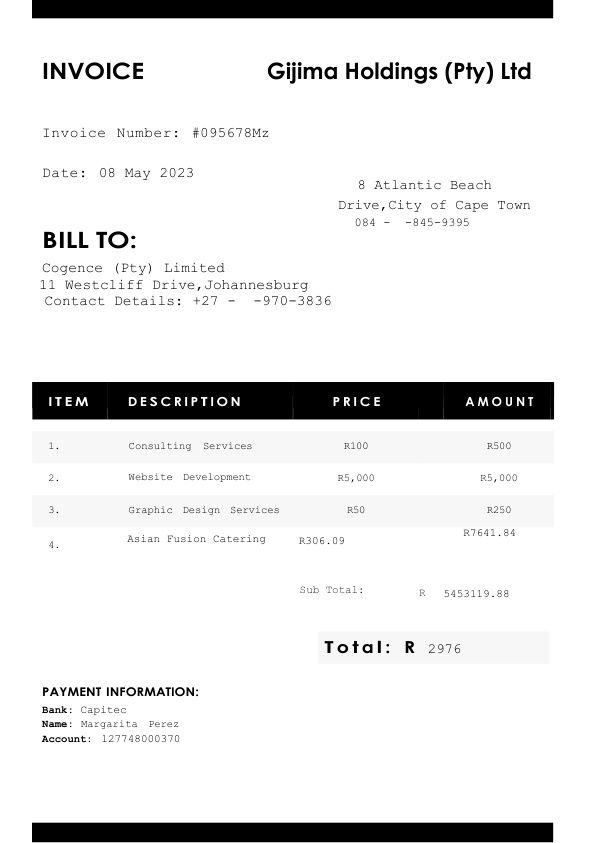 INVOICE Gijima Holdings (Pty) Ltd
Invoice Number: #095678Mz
Date: 08 May 2023
8 Atlantic Beach
Drive,City of Cape Town
084 - -845-9395
BILL TO:
Cogence (Pty) Limited
11 Westcliff Drive,Johannesburg
Contact Details: +27 - -970-3836
ITEM DESCRIPTION PRICE AMOUNT
1. Consulting Services R100 R500
2. Website Development R5,000 R5,000
3. Graphic Design Services R50 R250
4. Asian Fusion Catering R306.09 R7641.84
Sub Total: R 5453119.88
Total: R 2976
PAYMENT INFORMATION:
Bank: Capitec
Name: Margarita Perez
Account: 127748000370